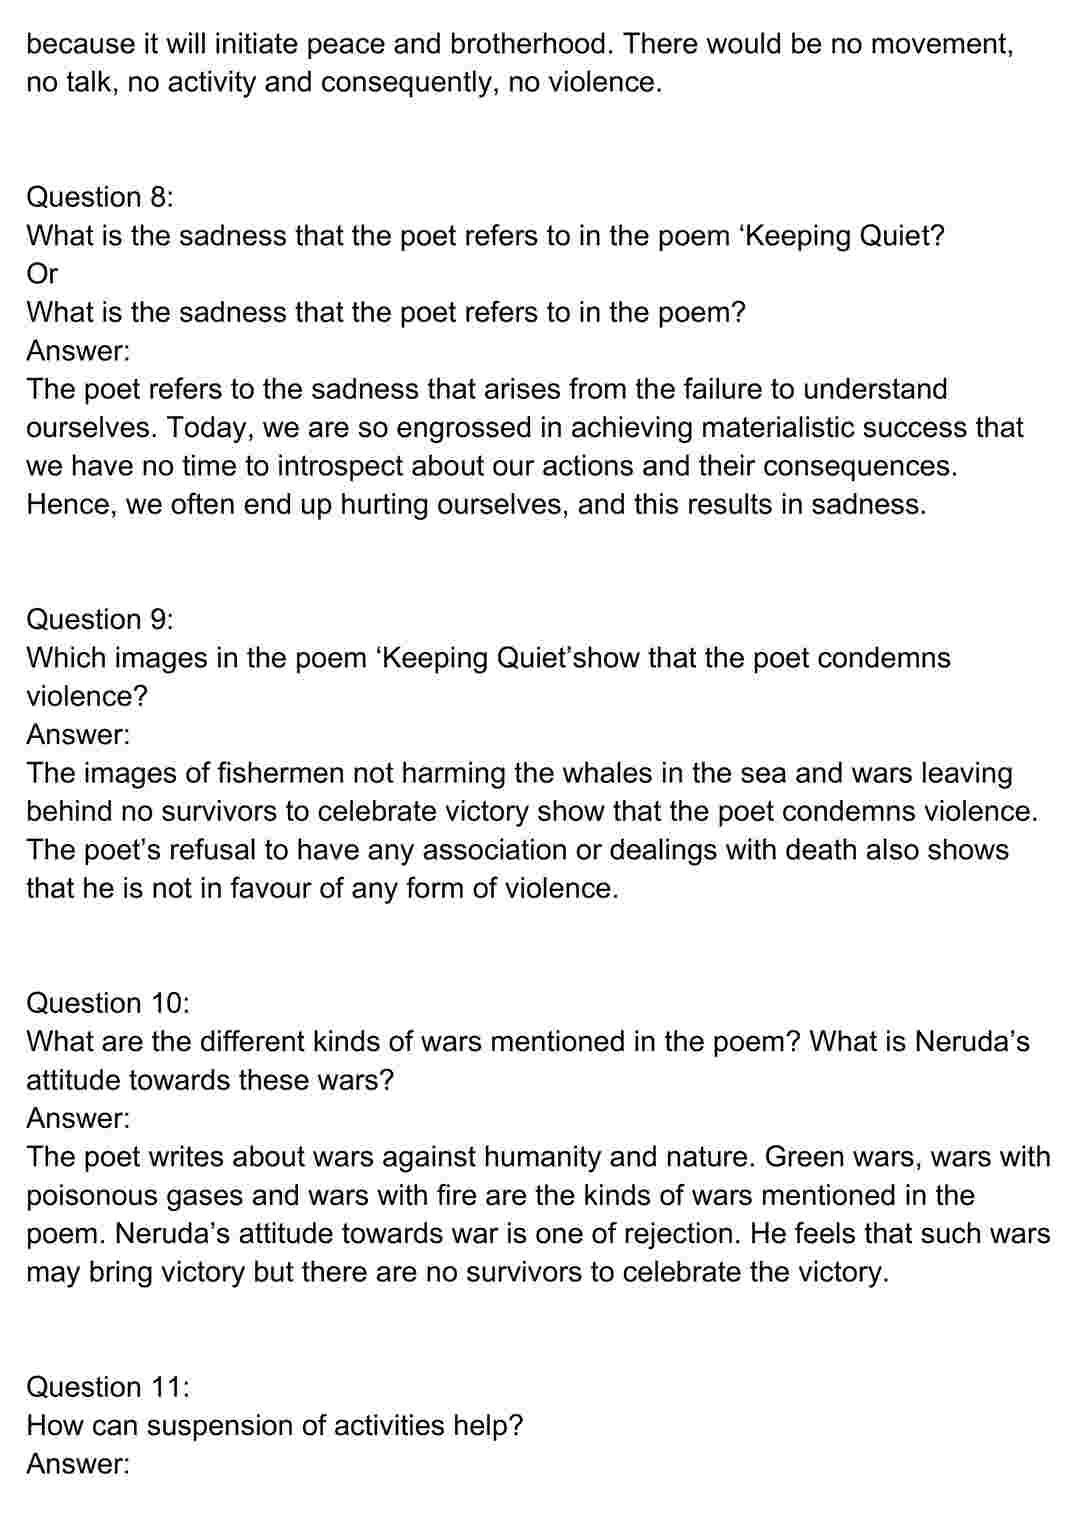 because it will initiate peace and brotherhood. There would be no movement,
no talk, no activity and consequently, no violence.
Question 8:
What is the sadness that the poet refers to in the poem ‘Keeping Quiet?
Or
What is the sadness that the poet refers to in the poem?
Answer:
The poet refers to the sadness that arises from the failure to understand
ourselves. Today, we are so engrossed in achieving materialistic success that
we have no time to introspect about our actions and their consequences.
Hence, we often end up hurting ourselves, and this results in sadness.
Question 9:
Which images in the poem ‘Keeping Quiet’show that the poet condemns
violence?
Answer:
The images of fishermen not harming the whales in the sea and wars leaving
behind no survivors to celebrate victory show that the poet condemns violence.
The poet’s refusal to have any association or dealings with death also shows
that he is not in favour of any form of violence.
Question 10:
What are the different kinds of wars mentioned in the poem? What is Neruda’s
attitude towards these wars?
Answer:
The poet writes about wars against humanity and nature. Green wars, wars with
poisonous gases and wars with fire are the kinds of wars mentioned in the
poem. Neruda’s attitude towards war is one of rejection. He feels that such wars
may bring victory but there are no survivors to celebrate the victory.
Question 11:
How can suspension of activities help?
Answer: